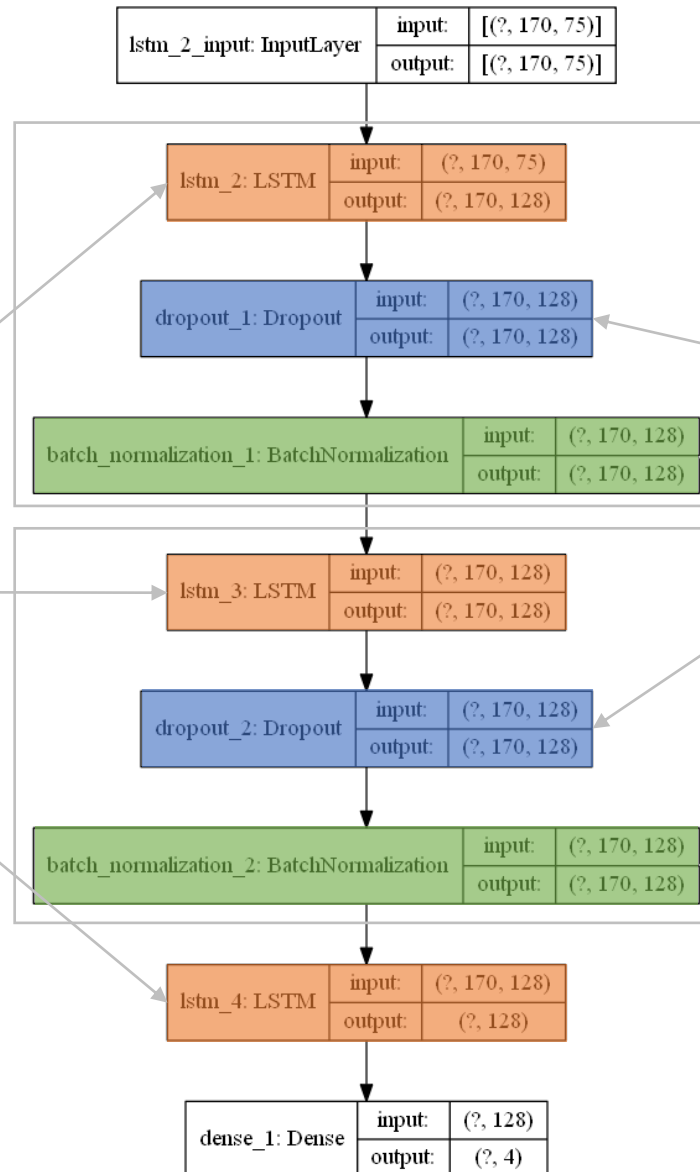 lstm_2_input: InputLayer
input: [(?, 170, 75)]
output: [(?, 170, 75)]
lstm_2: LSTM
input: (?, 170, 75)
output: (?, 170, 128)
dropout_1: Dropout
input: (?, 170, 128)
output: (?, 170, 128)
batch_normalization_1: BatchNormalization
input: (?, 170, 128)
output: (?, 170, 128)
lstm_3: LSTM
input: (?, 170, 128)
output: (?, 170, 128)
dropout_2: Dropout
input: (?, 170, 128)
output: (?, 170, 128)
batch_normalization_2: BatchNormalization
input: (?, 170, 128)
output: (?, 170, 128)
lstm_4: LSTM
input: (?, 170, 128)
output: (?, 128)
dense_1: Dense
input: (?, 128)
output: (?, 4)